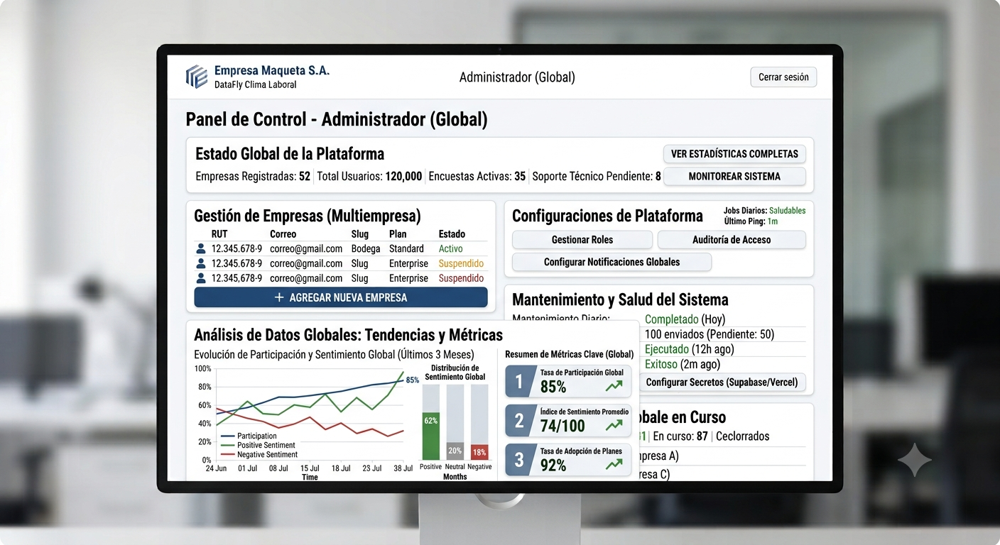 Empresa Maqueta S.A.
DataFly Clima Laboral
Administrador (Global)
Cerrar sesión
Panel de Control - Administrador (Global)
Estado Global de la Plataforma
VER ESTADÍSTICAS COMPLETAS
Empresas Registradas: 52 | Total Usuarios: 120,000 | Encuestas Activas: 35 | Soporte Técnico Pendiente: 8
MONITOREAR SISTEMA
Gestión de Empresas (Multiempresa)
RUT Correo Slug Plan Estado
12.345.678-9 correo@gmail.com Bodega Standard Activo
12.345.678-9 correo@gmail.com Slug Enterprise Suspendido
12.345,678-9 correo@gmail.com Slug Enterprise Suspendido
+ AGREGAR NUEVA EMPRESA
Configuraciones de Plataforma
Jobs Diarios: Saludables
Último Ping: 1m
Gestionar Roles
Auditoría de Acceso
Configurar Notificaciones Globales
Mantenimiento y Salud del Sistema
Mantenimiento Diario: Completado (Hoy)
100 enviados (Pendiente: 50)
Ejecutado (12h ago)
Exitoso (2m ago)
Configurar Secretos (Supabase/Vercel)
Análisis de Datos Globales: Tendencias y Métricas
Evolución de Participación y Sentimiento Global (Últimos 3 Meses)
100%
80%
60%
40%
20%
0%
85%
Participation
Positive Sentiment
Negative Sentiment
24 Jun 01 Jul 08 Jul 15 Jul 18 Jul 23 Jul 38 Jul
Time
Distribución de
Sentimiento Global
62%
20%
18%
Positive Neutral Negative
Months
Resumen de Métricas Clave (Global)
1
Tasa de Participación Global
85%
2
Índice de Sentimiento Promedio
74/100
3
Tasa de Adopción de Planes
92%
obale en Curso
31 | En curso: 87 | Ceclorrados
mpresa A)
resa C)